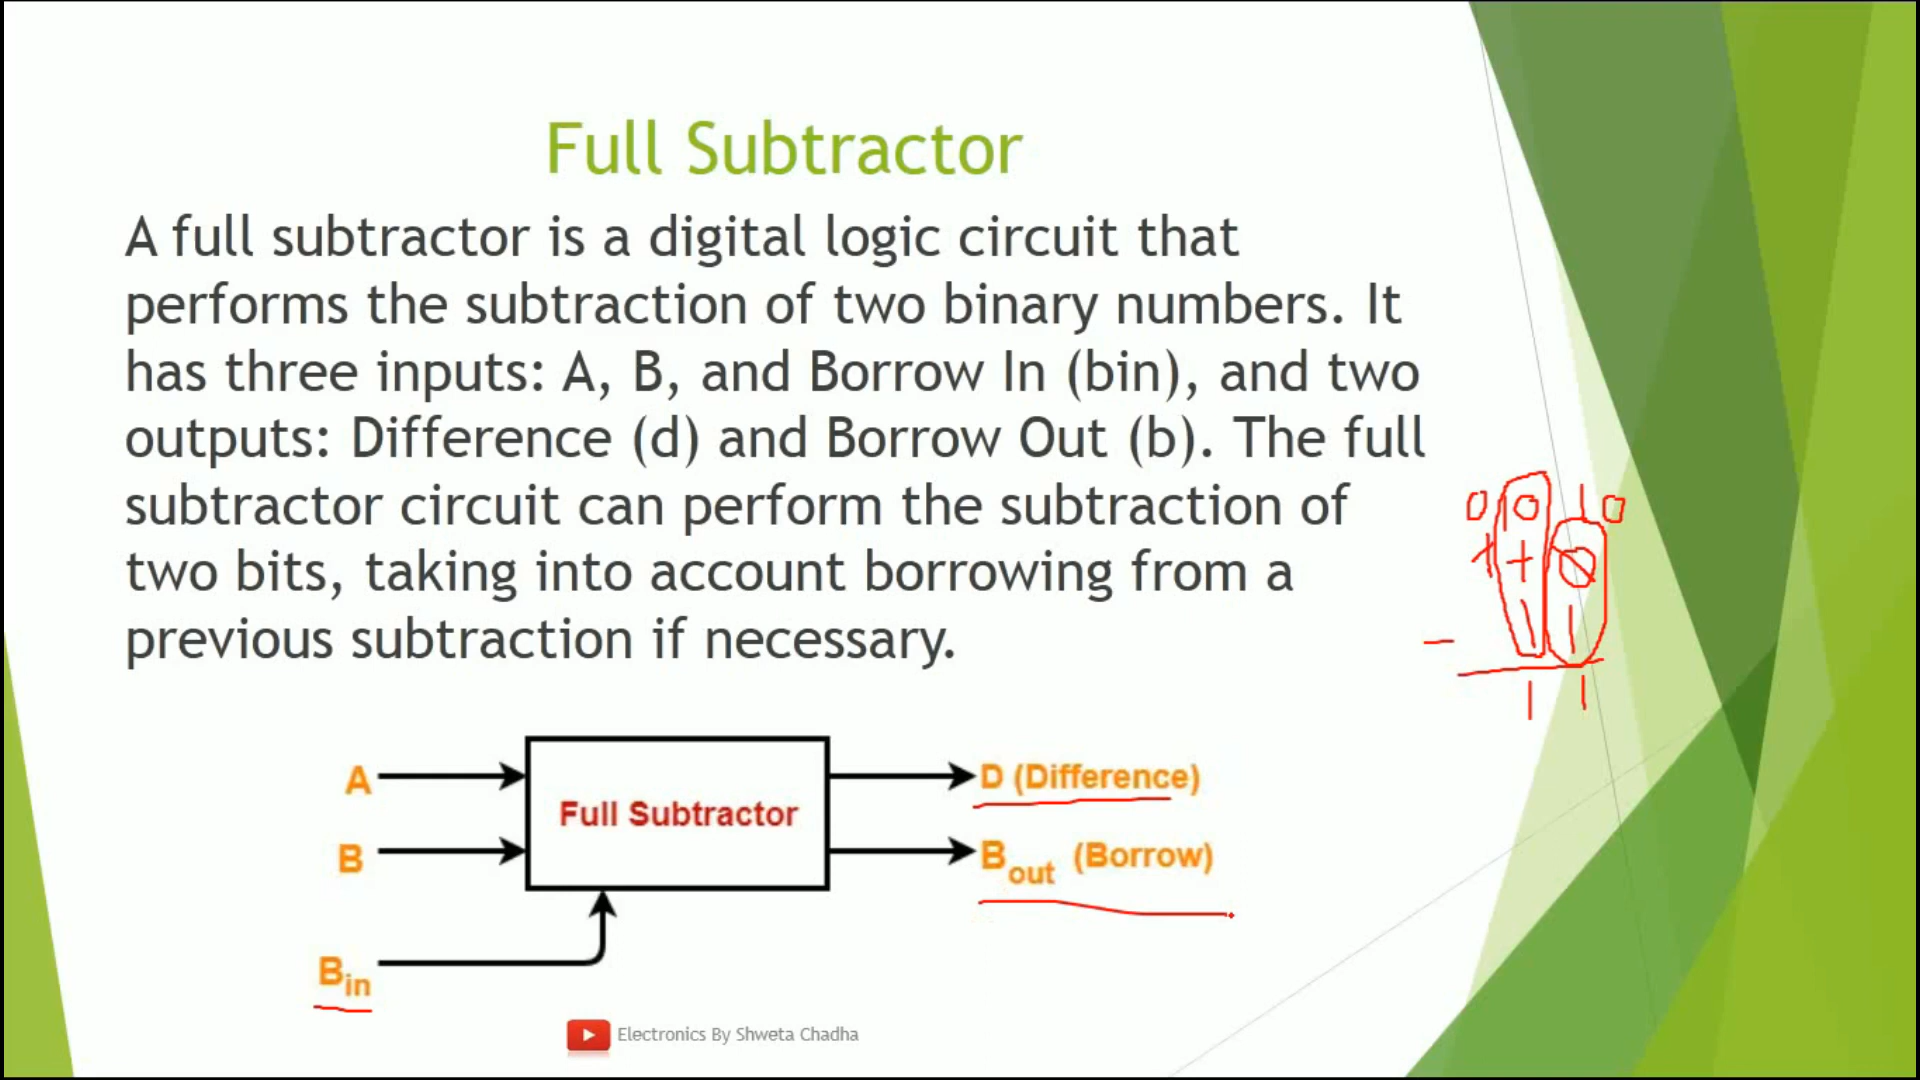 Full Subtractor
A full subtractor is a digital logic circuit that
performs the subtraction of two binary numbers. It
has three inputs: A, B, and Borrow In (bin), and two
outputs: Difference (d) and Borrow Out (b). The full
subtractor circuit can perform the subtraction of
two bits, taking into account borrowing from a
previous subtraction if necessary.
A
B
Bin
Full Subtractor
D (Difference)
Bout (Borrow)
Electronics By Shweta Chadha
1 1